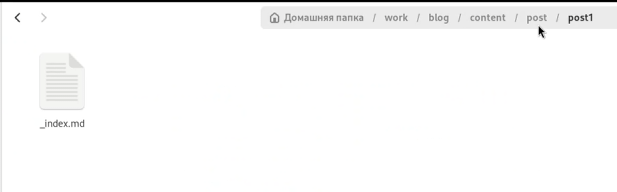 Домашняя папка / work / blog / content / post / post1
_index.md